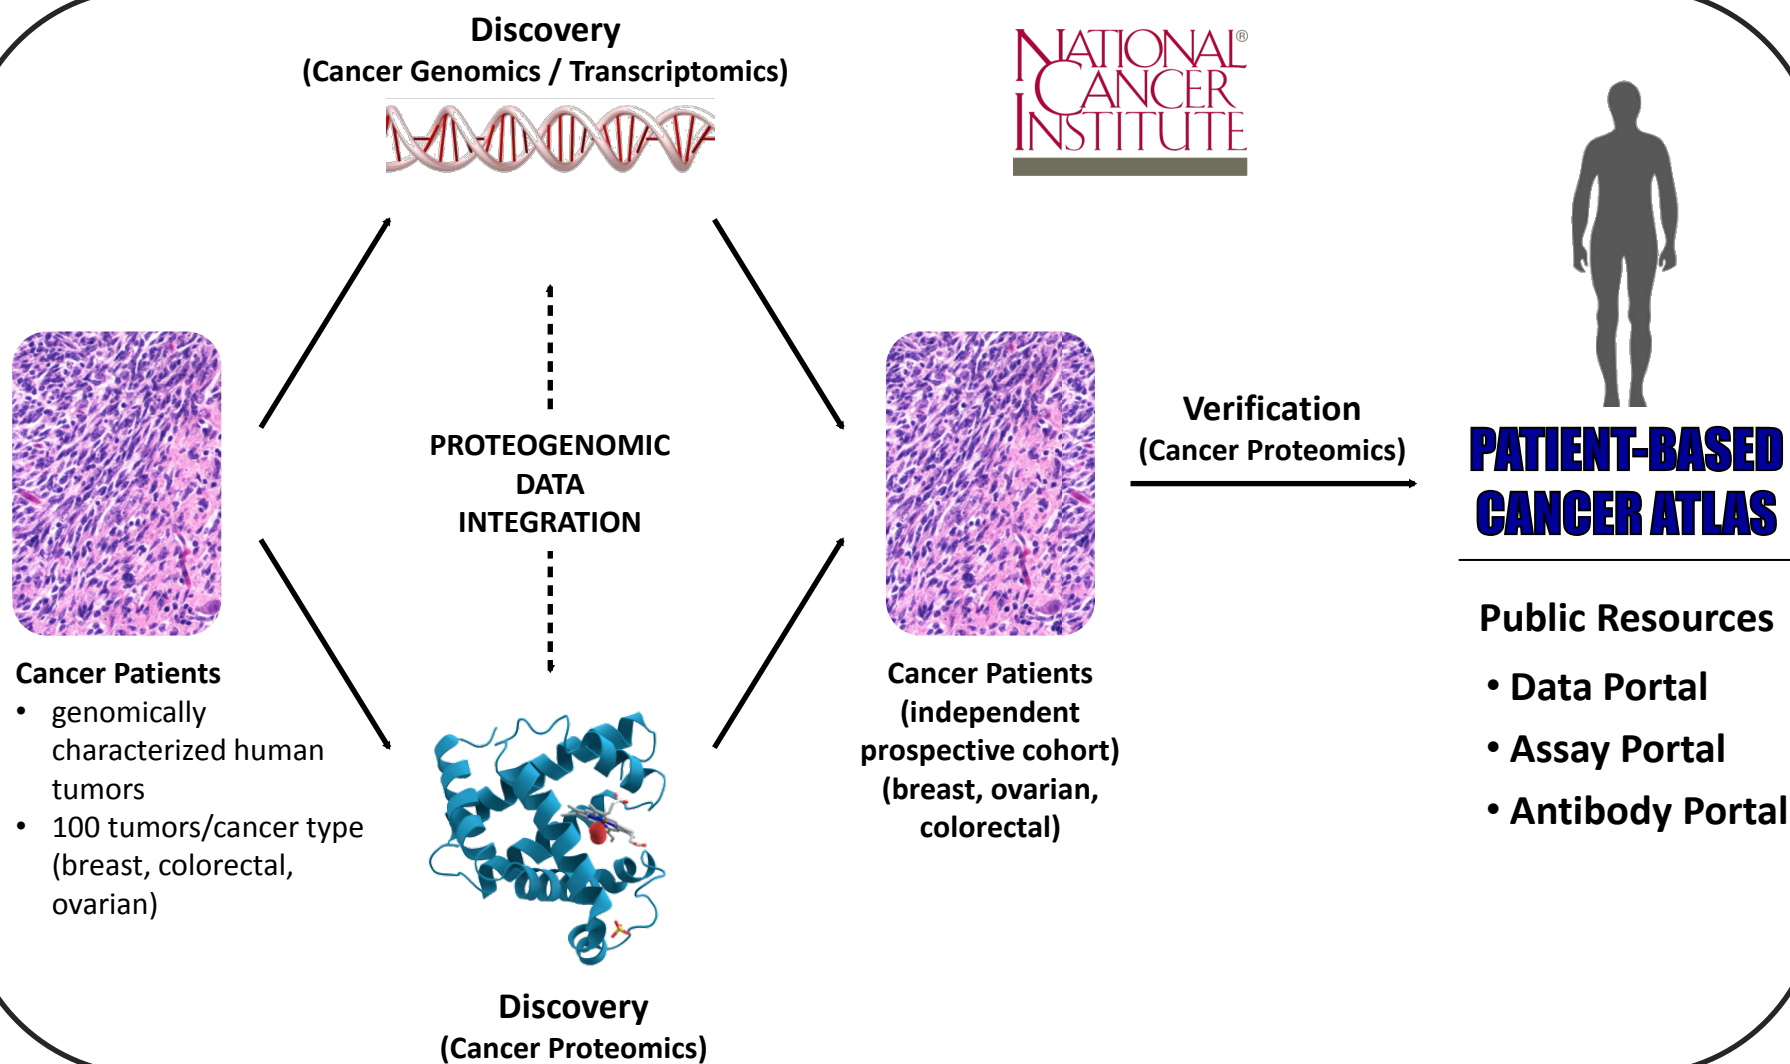 Discovery
(Cancer Genomics / Transcriptomics)
NATIONAL®
CANCER
INSTITUTE
PROTEOGENOMIC
DATA
INTEGRATION
Cancer Patients
• genomically
characterized human
tumors
• 100 tumors/cancer type
(breast, colorectal,
ovarian)
Discovery
(Cancer Proteomics)
Cancer Patients
(independent
prospective cohort)
(breast, ovarian,
colorectal)
Verification
(Cancer Proteomics)
PATIENT-BASED
CANCER ATLAS
Public Resources
• Data Portal
• Assay Portal
• Antibody Portal